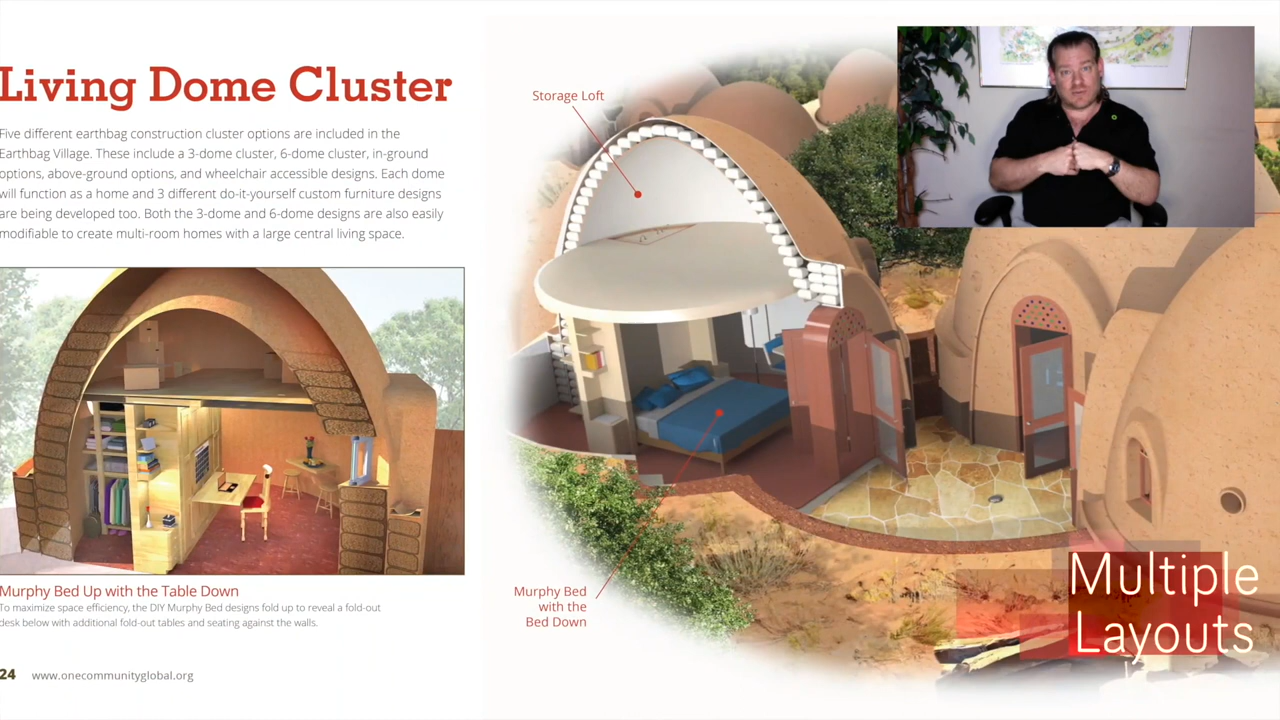 Living Dome Cluster
Five different earthbag construction cluster options are included in the
Earthbag Village. These include a 3-dome cluster, 6-dome cluster, in-ground
options, above-ground options, and wheelchair accessible designs. Each dome
will function as a home and 3 different do-it-yourself custom furniture designs
are being developed too. Both the 3-dome and 6-dome designs are also easily
modifiable to create multi-room homes with a large central living space.
Murphy Bed Up with the Table Down
To maximize space efficiency, the DIY Murphy Bed designs fold up to reveal a fold-out
desk below with additional fold-out tables and seating against the walls.
24 www.onecommunityglobal.org
Storage Loft
Murphy Bed
with the
Bed Down
Multiple
Layouts